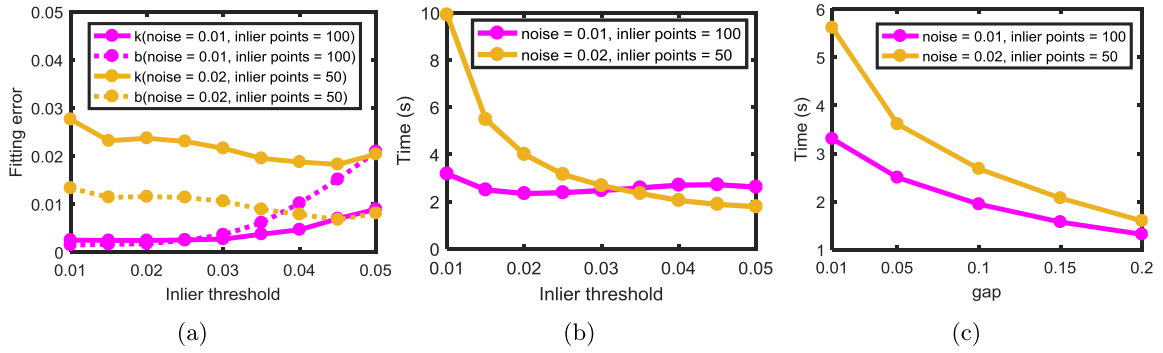 0.05
0.04
0.03
0.02
0.01
0
Fitting error
k(noise = 0.01, inlier points = 100)
b(noise = 0.01, inlier points = 100)
k(noise = 0.02, inlier points = 50)
b(noise = 0.02, inlier points = 50)
0.01 0.02 0.03 0.04 0.05
Inlier threshold
(a)
10
8
6
4
2
0
Time (s)
noise = 0.01, inlier points = 100
noise = 0.02, inlier points = 50
0.01 0.02 0.03 0.04 0.05
Inlier threshold
(b)
6
5
4
3
2
1
Time (s)
noise = 0.01, inlier points = 100
noise = 0.02, inlier points = 50
0.01 0.05 0.1 0.15 0.2
gap
(c)